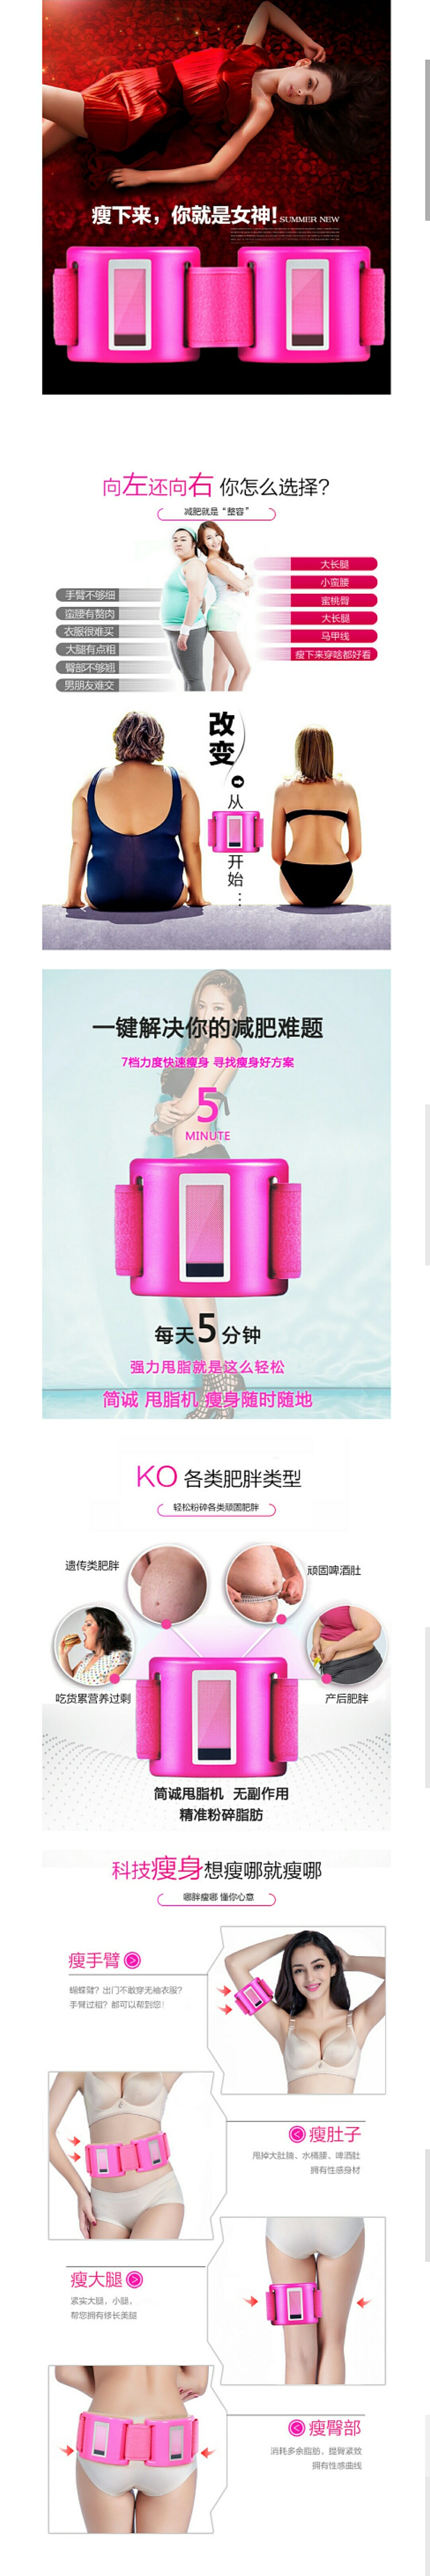 瘦下来，你就是女神! SUMMER NEW
向左还向右 你怎么选择?
减肥就是“整容”
手臂不够细
蛮腰有赘肉
衣服很难买
大腿有点粗
臀部不够翘
男朋友难交
大长腿
小蛮腰
蜜桃臀
大长腿
马甲线
瘦下来穿啥都好看
改变
从
开始...
一键解决你的减肥难题
7档力度快速瘦身 寻找瘦身好方案
5
MINUTE
每天5分钟
强力甩脂就是这么轻松
简诚 甩脂机 瘦身随时随地
KO 各类肥胖类型
轻松粉碎各类顽固肥胖
遗传类肥胖
顽固啤酒肚
吃货累营养过剩
产后肥胖
简诚甩脂机 无副作用
精准粉碎脂肪
科技瘦身想瘦哪就瘦哪
哪胖瘦哪 懂你心意
瘦手臂
蝴蝶臂? 出门不敢穿无袖衣服?
手臂过粗? 都可以帮到您!
瘦肚子
甩掉大肚腩、水桶腰、啤酒肚
拥有性感身材
瘦大腿
紧实大腿, 小腿,
帮您拥有修长美腿
瘦臀部
消耗多余脂肪, 提臀紧致
拥有性感曲线